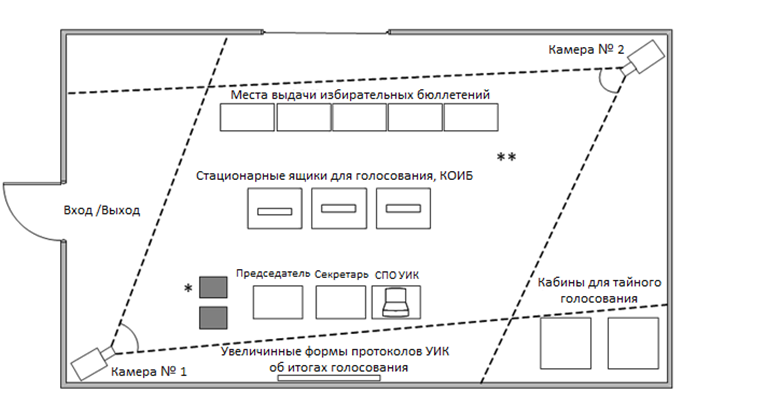 Камера № 2
Места выдачи избирательных бюллетеней
**
Стационарные ящики для голосования, КОИБ
Вход /Выход
Председатель Секретарь СПО УИК
*
Кабины для тайного
голосования
Увеличинные формы протоколов УИК
об итогах голосования
Камера № 1